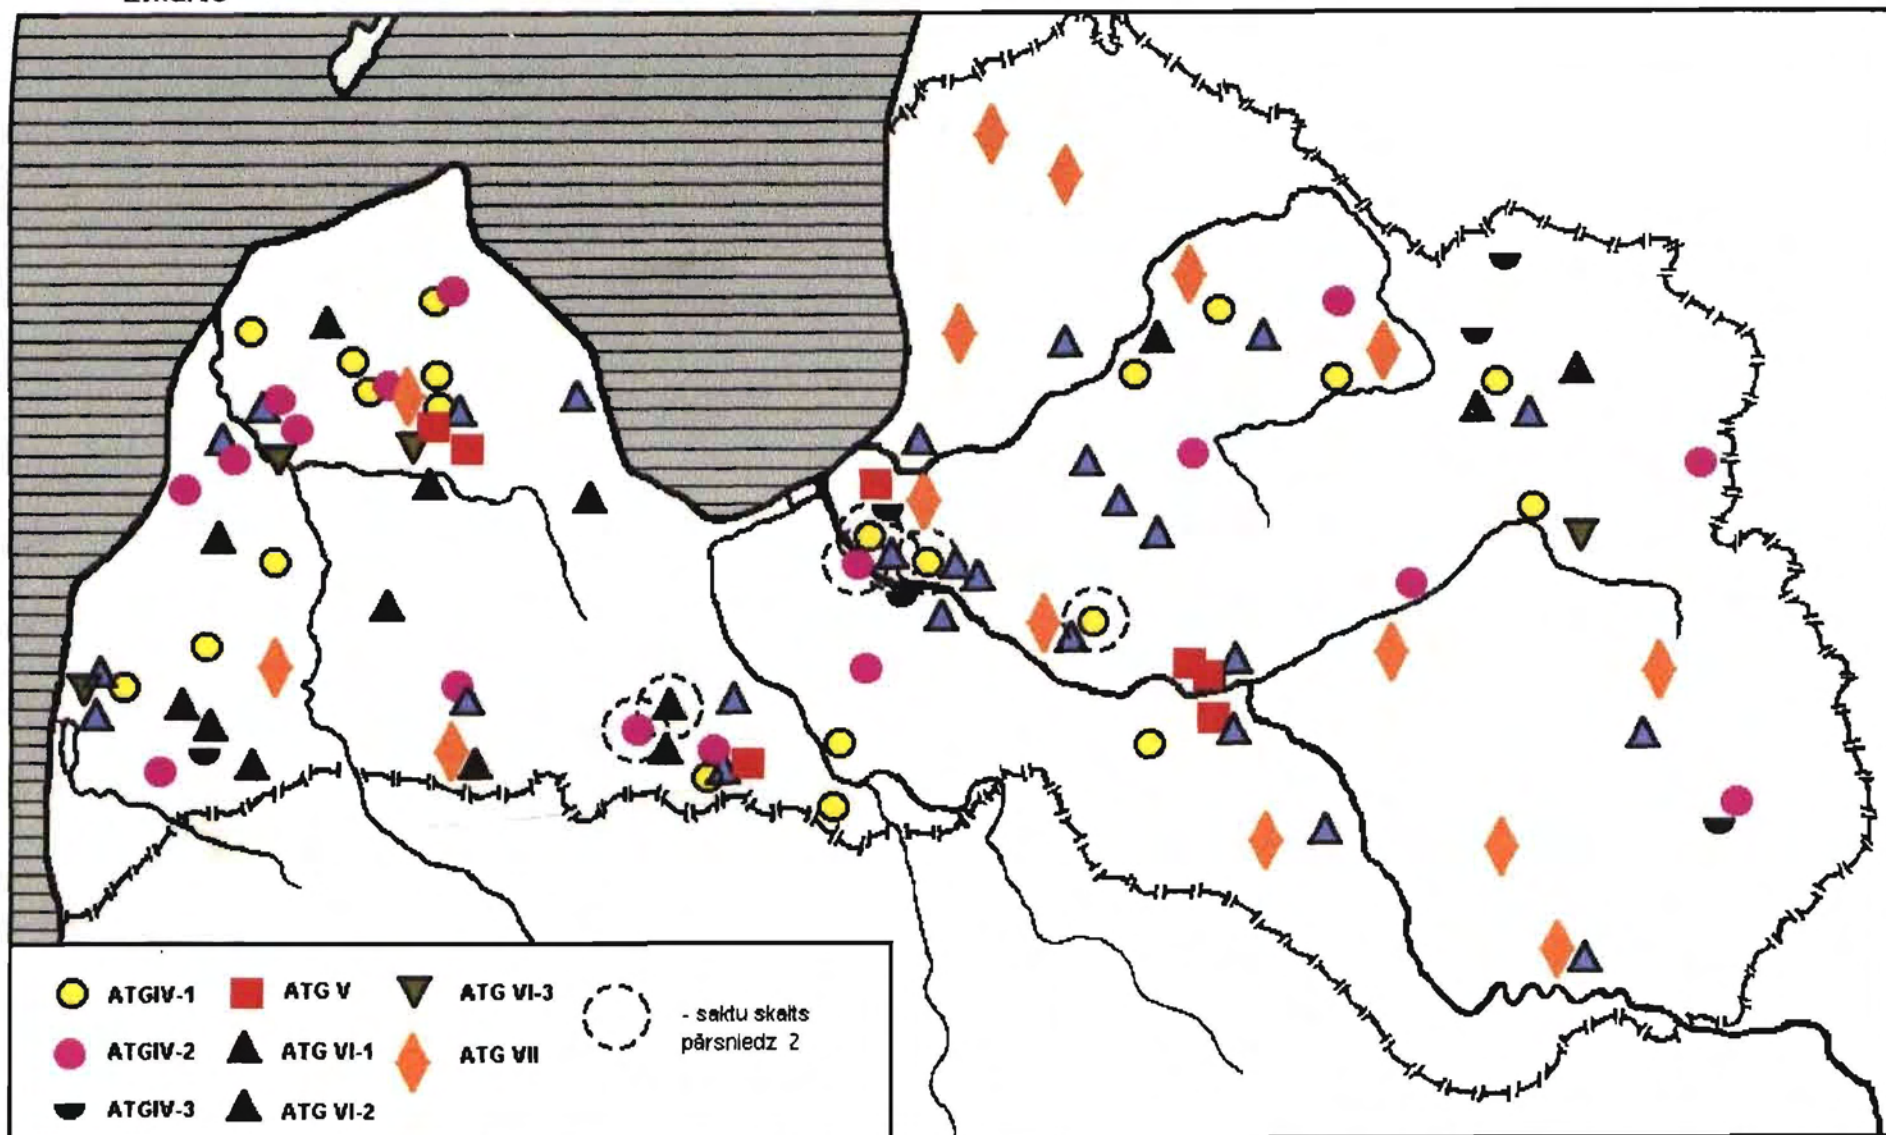 ATGIV-1
ATGIV-2
ATGIV-3
ATG V
ATG VI-1
ATG VI-2
ATG VI-3
ATG VII
- saktu skaits
pārsniedz 2